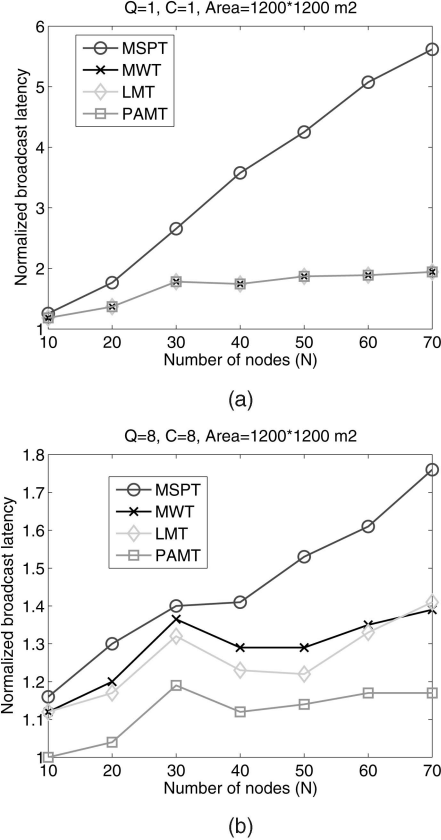 Q=1, C=1, Area=1200*1200 m2
Normalized broadcast latency
6
5
4
3
2
1
MSPT
MWT
LMT
PAMT
10 20 30 40 50 60 70
Number of nodes (N)
(a)
Q=8, C=8, Area=1200*1200 m2
Normalized broadcast latency
1.8
1.7
1.6
1.5
1.4
1.3
1.2
1.1
1
MSPT
MWT
LMT
PAMT
10 20 30 40 50 60 70
Number of nodes (N)
(b)